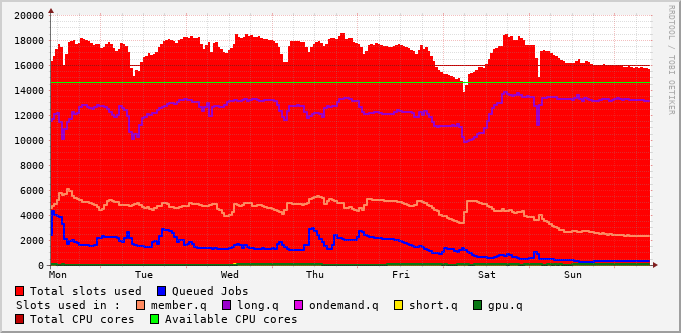 RRDTOOL / TOBI OETIKER
20000
18000
16000
14000
12000
10000
8000
6000
4000
2000
0
Mon Tue Wed Thu Fri Sat Sun
Total slots used Queued Jobs
Slots used in : member.q long.q ondemand.q short.q gpu.q
Total CPU cores Available CPU cores